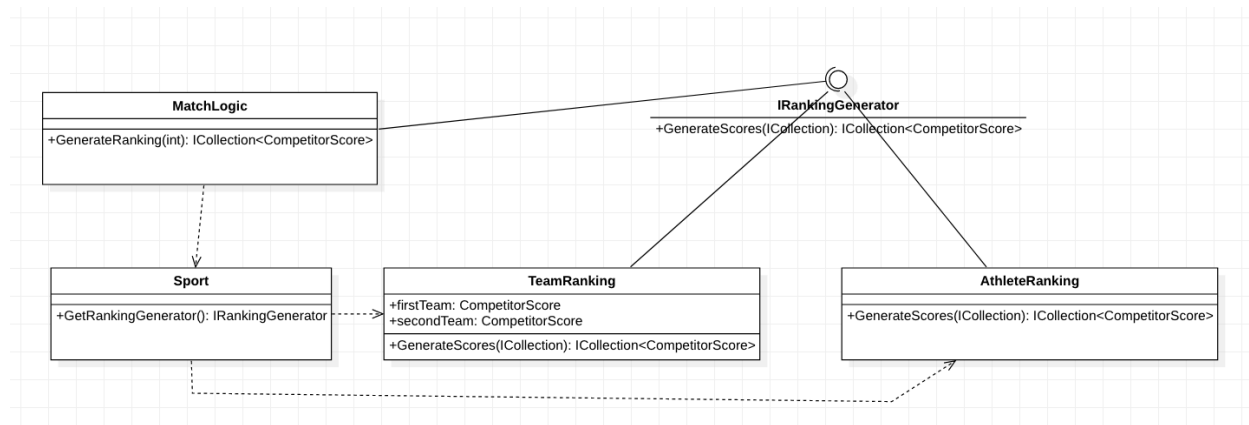 MatchLogic
+GenerateRanking(int): ICollection<CompetitorScore>
IRankingGenerator
+GenerateScores(ICollection): ICollection<CompetitorScore>
Sport
+GetRankingGenerator(): IRankingGenerator
TeamRanking
+firstTeam: CompetitorScore
+secondTeam: CompetitorScore
+GenerateScores(ICollection): ICollection<CompetitorScore>
AthleteRanking
+GenerateScores(ICollection): ICollection<CompetitorScore>